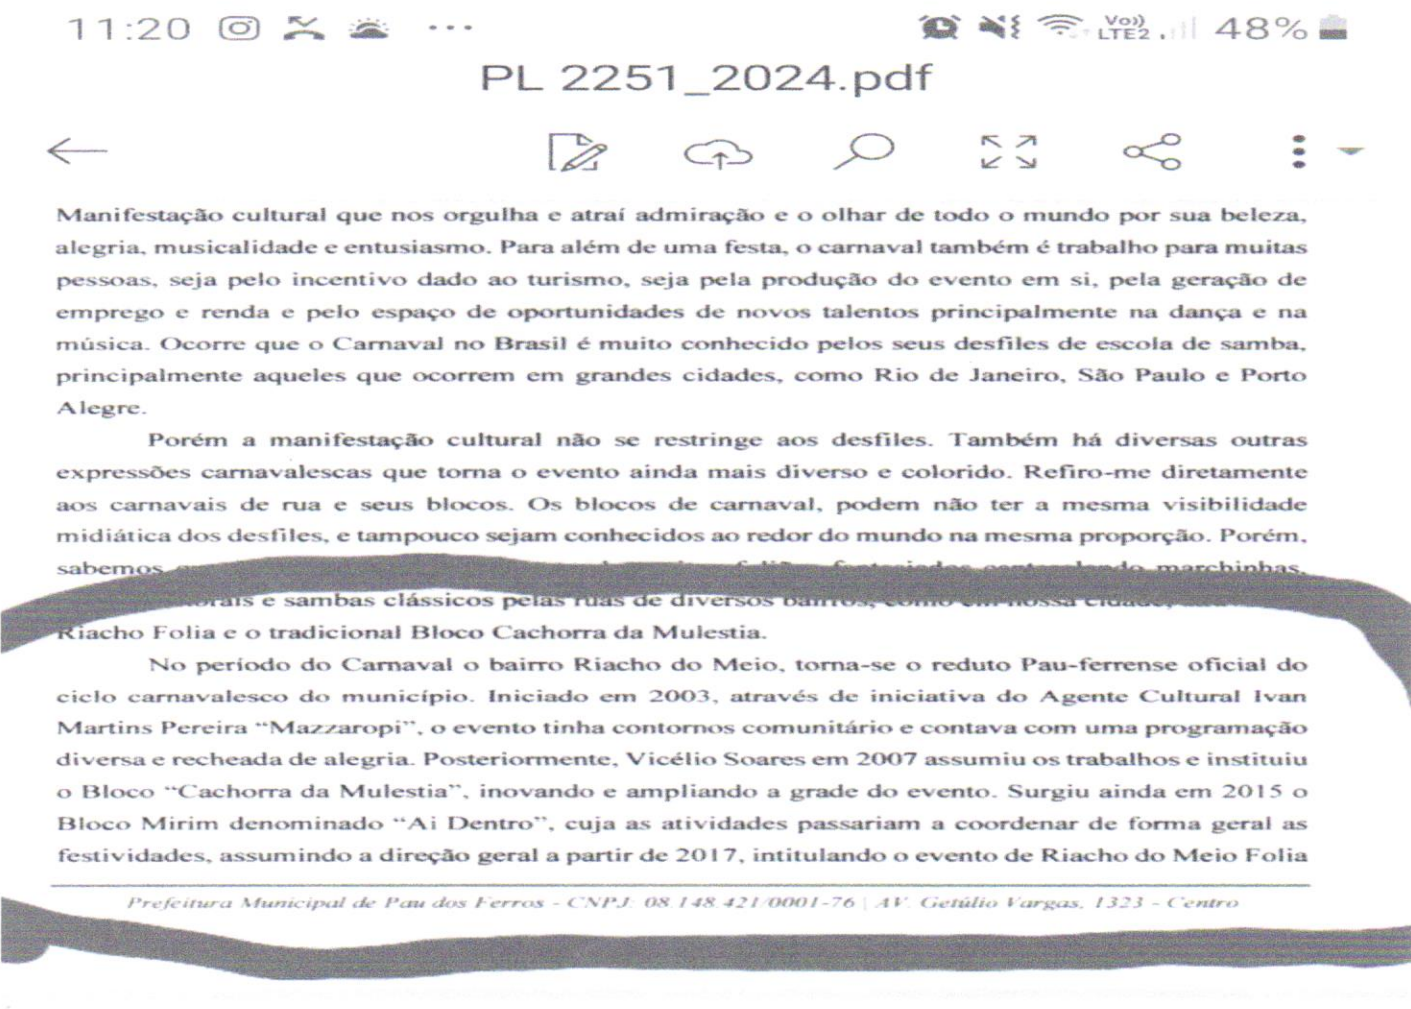 11:20
Vo))
LTE2
48%
PL 2251_2024.pdf
Manifestação cultural que nos orgulha e atraí admiração e o olhar de todo o mundo por sua beleza,
alegria, musicalidade e entusiasmo. Para além de uma festa, o carnaval também é trabalho para muitas
pessoas, seja pelo incentivo dado ao turismo, seja pela produção do evento em si, pela geração de
emprego e renda e pelo espaço de oportunidades de novos talentos principalmente na dança e na
música. Ocorre que o Carnaval no Brasil é muito conhecido pelos seus desfiles de escola de samba,
principalmente aqueles que ocorrem em grandes cidades, como Rio de Janeiro, São Paulo e Porto
Alegre.
Porém a manifestação cultural não se restringe aos desfiles. Também há diversas outras
expressões carnavalescas que torna o evento ainda mais diverso e colorido. Refiro-me diretamente
aos carnavais de rua e seus blocos. Os blocos de carnaval, podem não ter a mesma visibilidade
midiática dos desfiles, e tampouco sejam conhecidos ao redor do mundo na mesma proporção. Porém,
sabemos marchinhas,
e sambas clássicos pelas ruas de diversos bairros, como em nossa cidade,
Riacho Folia e o tradicional Bloco Cachorra da Mulestia.
No período do Carnaval o bairro Riacho do Meio, torna-se o reduto Pau-ferrense oficial do
ciclo carnavalesco do município. Iniciado em 2003, através de iniciativa do Agente Cultural Ivan
Martins Pereira “Mazzaropi”, o evento tinha contornos comunitário e contava com uma programação
diversa e recheada de alegria. Posteriormente, Vicélio Soares em 2007 assumiu os trabalhos e instituiu
o Bloco “Cachorra da Mulestia”, inovando e ampliando a grade do evento. Surgiu ainda em 2015 o
Bloco Mirim denominado “Ai Dentro”, cuja as atividades passariam a coordenar de forma geral as
festividades, assumindo a direção geral a partir de 2017, intitulando o evento de Riacho do Meio Folia
Prefeitura Municipal de Pau dos Ferros - CNPJ: 08.148.421/0001-76 | AV. Getúlio Vargas, 1323 - Centro